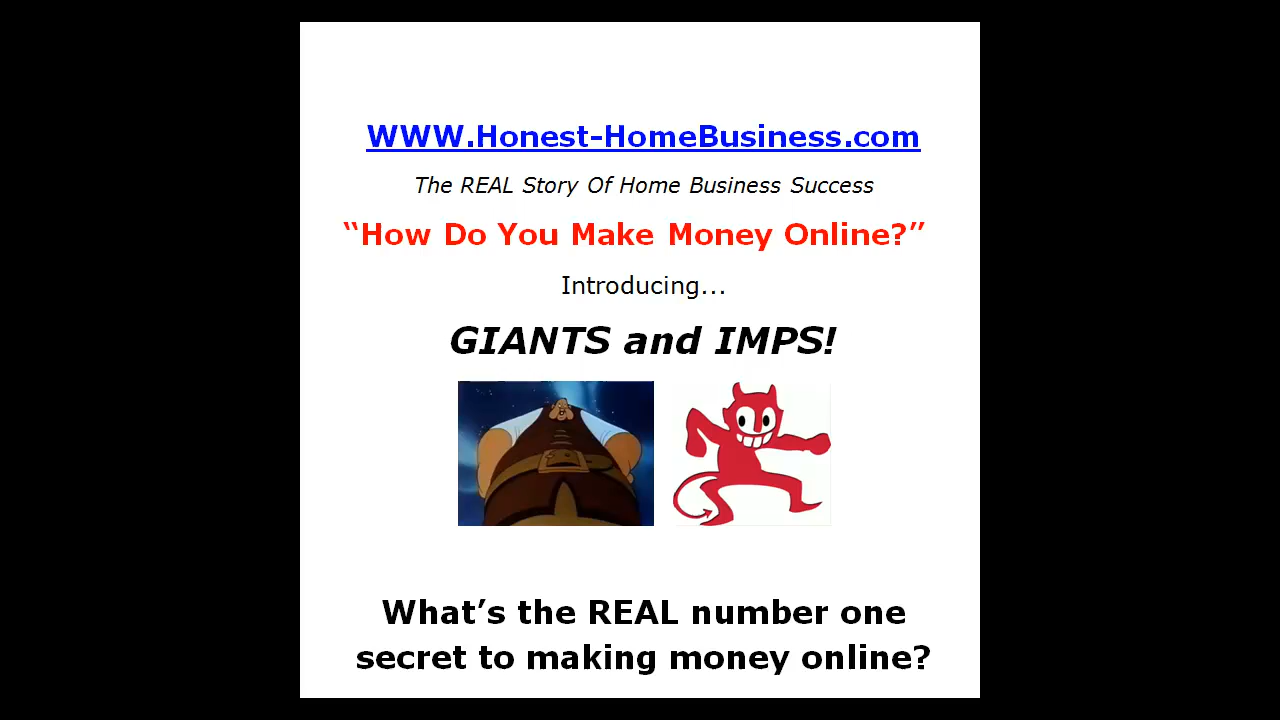 WWW.Honest-HomeBusiness.com
The REAL Story Of Home Business Success
“How Do You Make Money Online?”
Introducing...
GIANTS and IMPS!
What’s the REAL number one
secret to making money online?